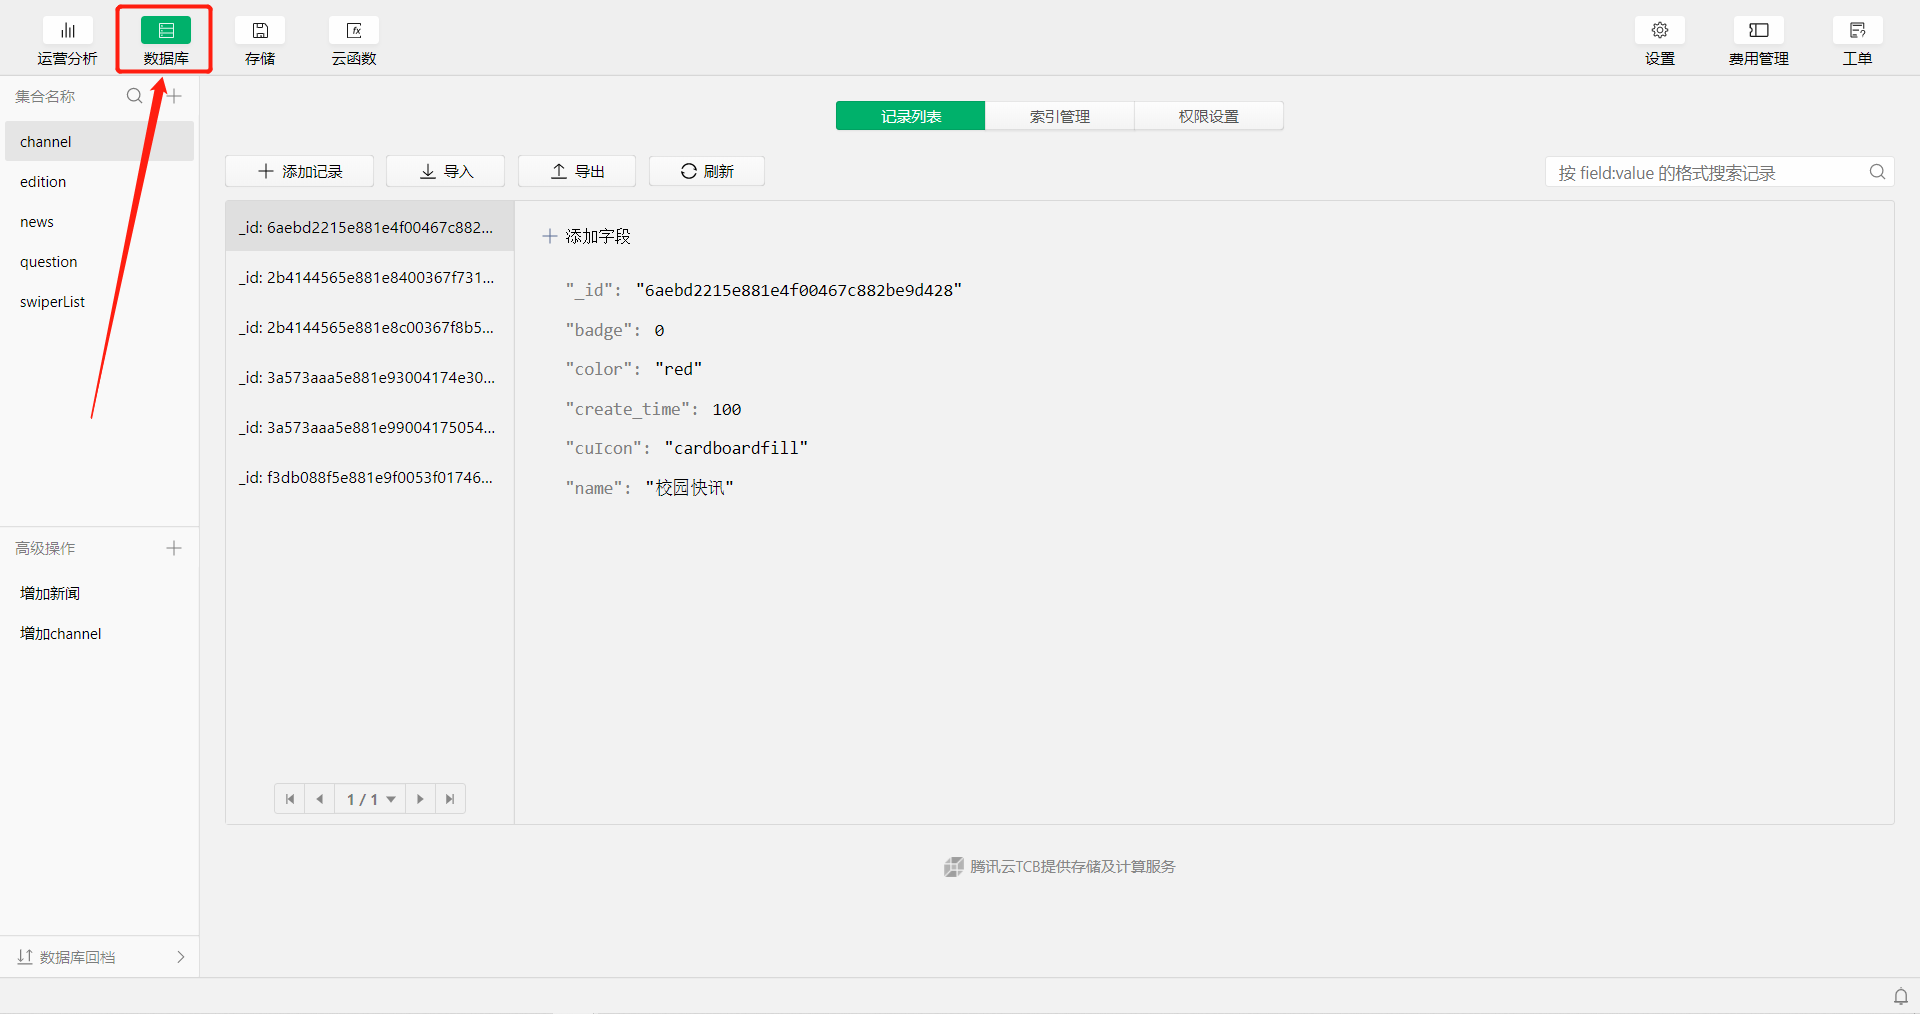 运营分析
数据库
存储
云函数
设置
费用管理
工单
集合名称
channel
edition
news
question
swiperList
高级操作
增加新闻
增加channel
数据库回档
记录列表
索引管理
权限设置
添加记录
导入
导出
刷新
按 field:value 的格式搜索记录
_id: 6aebd2215e881e4f00467c882...
_id: 2b4144565e881e8400367f731...
_id: 2b4144565e881e8c00367f8b5...
_id: 3a573aaa5e881e93004174e30...
_id: 3a573aaa5e881e99004175054...
_id: f3db088f5e881e9f0053f01746...
1 / 1
添加字段
"_id": "6aebd2215e881e4f00467c882be9d428"
"badge": 0
"color": "red"
"create_time": 100
"cuIcon": "cardboardfill"
"name": "校园快讯"
腾讯云TCB提供存储及计算服务